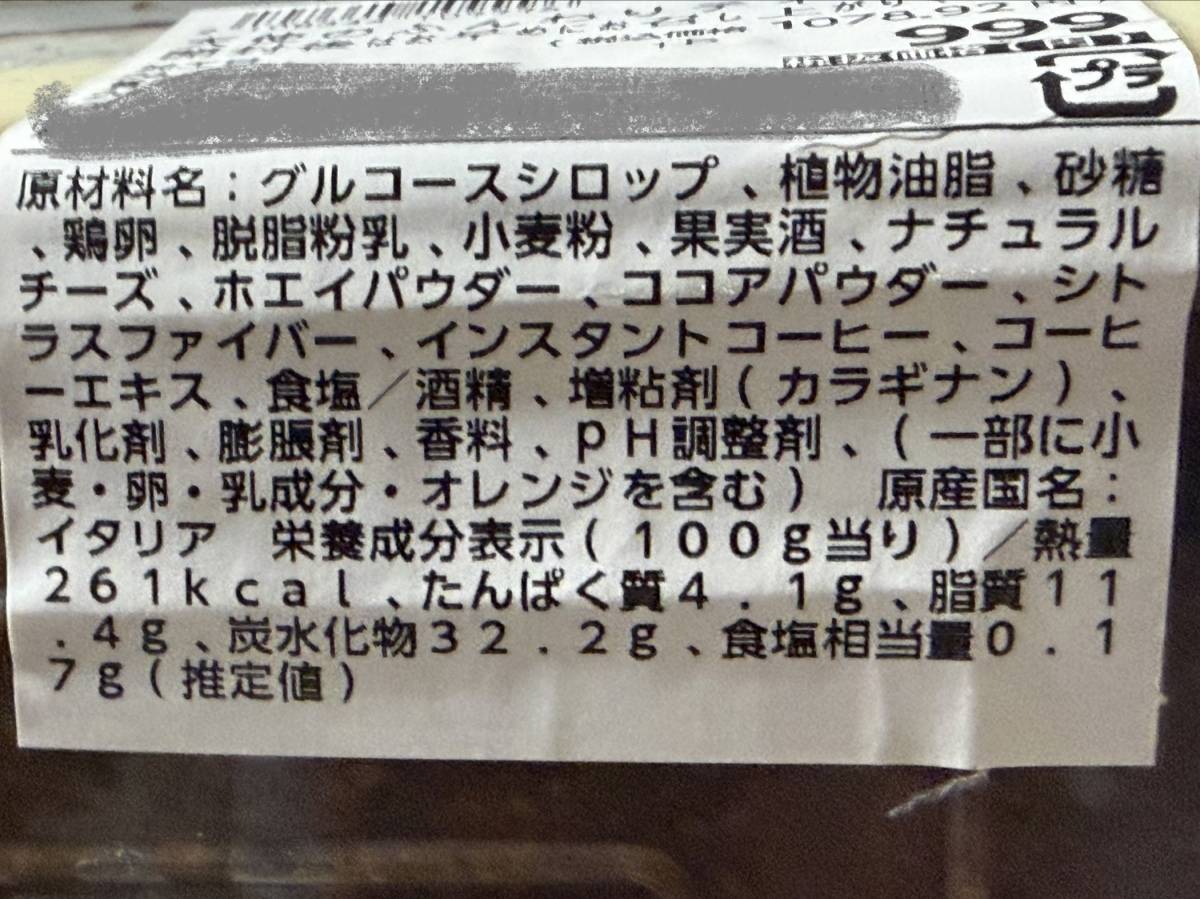 1078.92円
999
プラ
原材料名：グルコースシロップ、植物油脂、砂糖
、鶏卵、脱脂粉乳、小麦粉、果実酒、ナチュラル
チーズ、ホエイパウダー、ココアパウダー、シト
ラスファイバー、インスタントコーヒー、コーヒ
ーエキス、食塩／酒精、増粘剤（カラギナン）、
乳化剤、膨脹剤、香料、ｐＨ調整剤、（一部に小
麦・卵・乳成分・オレンジを含む）　原産国名：
イタリア　栄養成分表示（１００ｇ当り）／熱量
２６１ｋｃａｌ、たんぱく質４．１ｇ、脂質１１
．４ｇ、炭水化物３２．２ｇ、食塩相当量０．１
７ｇ（推定値）